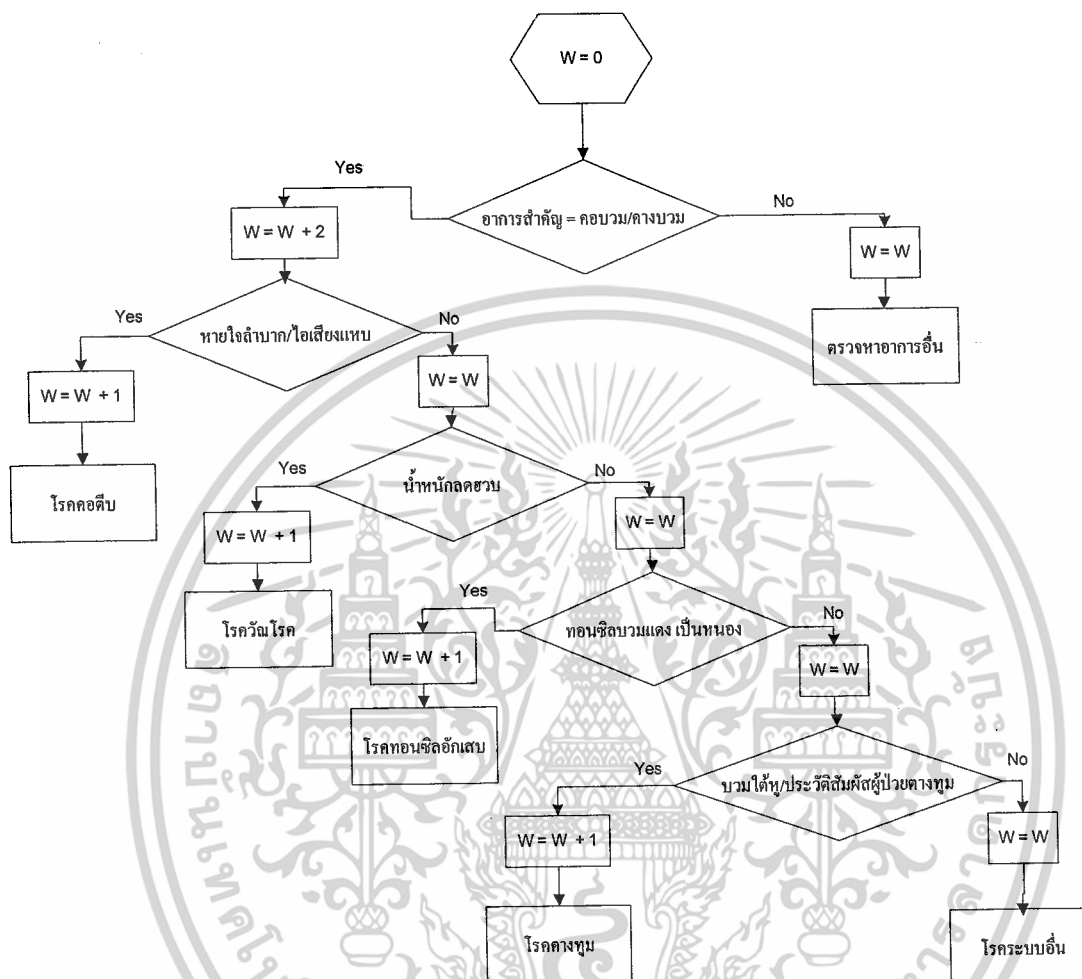 W = 0
Yes
อาการสำคัญ = คอบวม/คางบวม
No
W = W + 2
W = W
Yes
หายใจลำบาก/ไอเสียงแหบ
No
ตรวจหาอาการอื่น
W = W + 1
W = W
โรคคอตีบ
Yes
น้ำหนักลดฮวบ
No
W = W + 1
W = W
โรควัณโรค
Yes
ทอนซิลบวมแดง เป็นหนอง
No
W = W + 1
W = W
โรคทอนซิลอักเสบ
Yes
บวมใต้หู/ประวัติสัมผัสผู้ป่วยคางทูม
No
W = W + 1
W = W
โรคคางทูม
โรคระบบอื่น